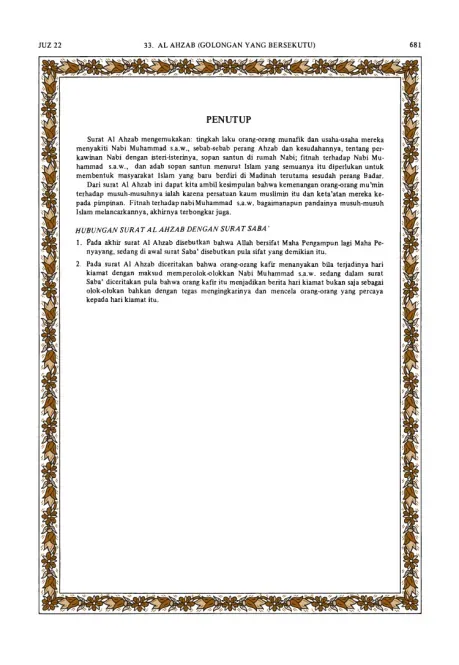 JUZ 22 33. AL AHZAB (GOLONGAN YANG BERSEKUTU) 681
PENUTUP
Surat Al Ahzab mengemukakan: tingkah laku orang-orang munafik dan usaha-usaha mereka
menyakiti Nabi Muhammad s.a.w., sebab-sebab perang Ahzab dan kesudahannya, tentang per-
kawinan Nabi dengan isteri-isterinya, sopan santun di rumah Nabi; fitnah terhadap Nabi Mu-
hammad s.a.w., dan adab sopan santun menurut Islam yang semuanya itu diperlukan untuk
membentuk masyarakat Islam yang baru berdiri di Madinah terutama sesudah perang Badar.
Dari surat Al Ahzab ini dapat kita ambil kesimpulan bahwa kemenangan orang-orang mu'min
terhadap musuh-musuhnya ialah karena persatuan kaum muslimin itu dan keta'atan mereka ke-
pada pimpinan. Fitnah terhadap nabi Muhammad s.a.w, bagaimanapun pandainya musuh-musuh
Islam melancarkannya, akhirnya terbongkar juga.
HUBUNGAN SURAT AL AHZAB DENGAN SURAT SABA'
1. Pada akhir surat Al Ahzab disebutkan bahwa Allah bersifat Maha Pengampun lagi Maha Pe-
nyayang, sedang di awal surat Saba' disebutkan pula sifat yang demikian itu.
2. Pada surat Al Ahzab diceritakan bahwa orang-orang kafir menanyakan bila terjadinya hari
kiamat dengan maksud memperolok-olokkan Nabi Muhammad s.a.w. sedang dalam surat
Saba' diceritakan pula bahwa orang kafir itu menjadikan berita hari kiamat bukan saja sebagai
olok-olokan bahkan dengan tegas mengingkarinya dan mencela orang-orang yang percaya
kepada hari kiamat itu.